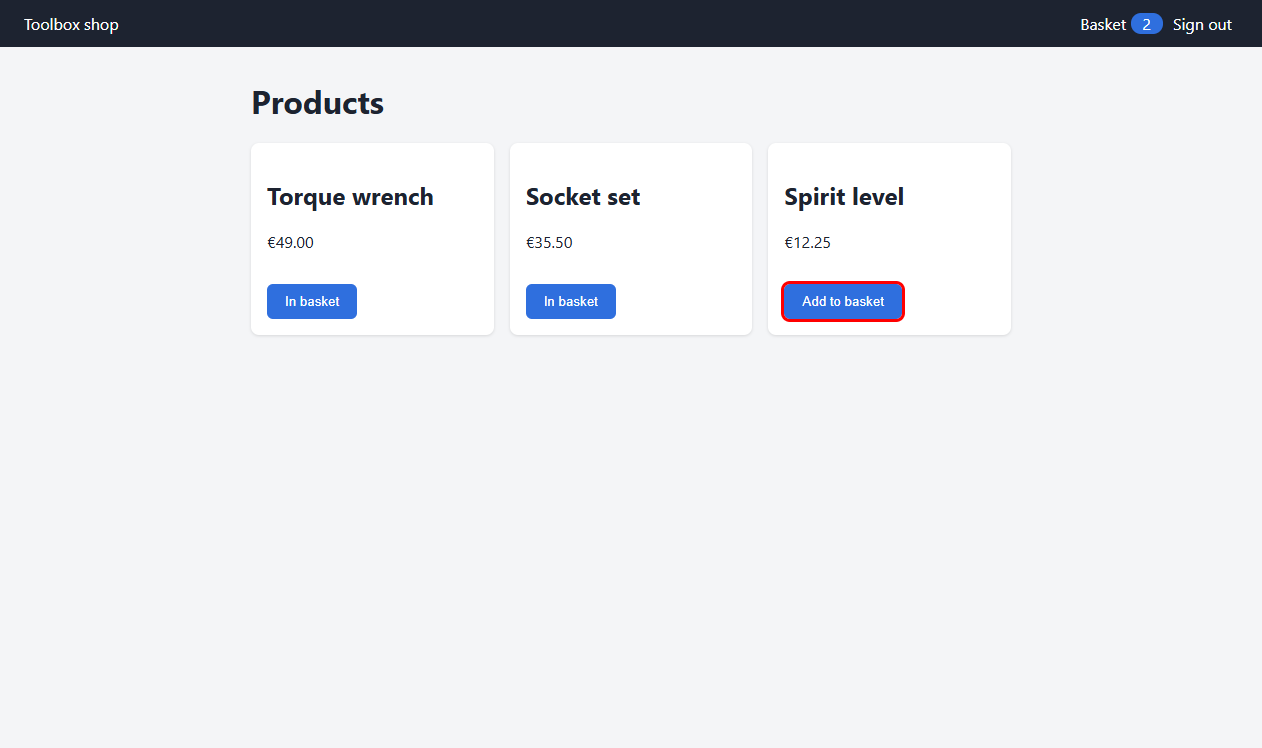 Toolbox shop
Basket 2 Sign out
Products
Torque wrench
€49.00
In basket
Socket set
€35.50
In basket
Spirit level
€12.25
Add to basket